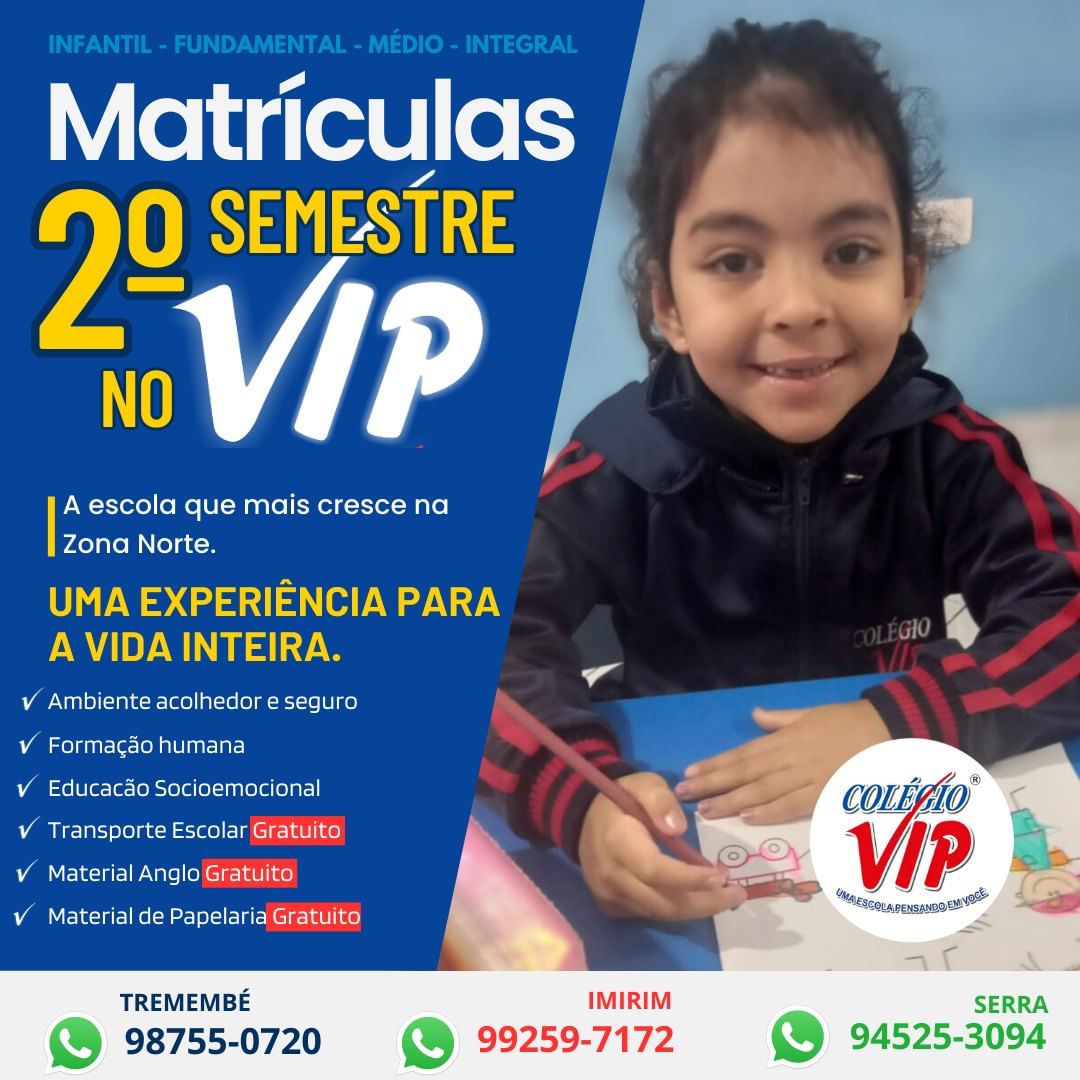 INFANTIL - FUNDAMENTAL - MÉDIO - INTEGRAL
Matrículas
2º SEMESTRE
NO VIP
A escola que mais cresce na
Zona Norte.
UMA EXPERIÊNCIA PARA
A VIDA INTEIRA.
Ambiente acolhedor e seguro
Formação humana
Educacão Socioemocional
Transporte Escolar Gratuito
Material Anglo Gratuito
Material de Papelaria Gratuito
COLÉGIO
VIP
COLÉGIO ®
VIP
UMA ESCOLA PENSANDO EM VOCÊ
TREMEMBÉ
98755-0720
IMIRIM
99259-7172
SERRA
94525-3094